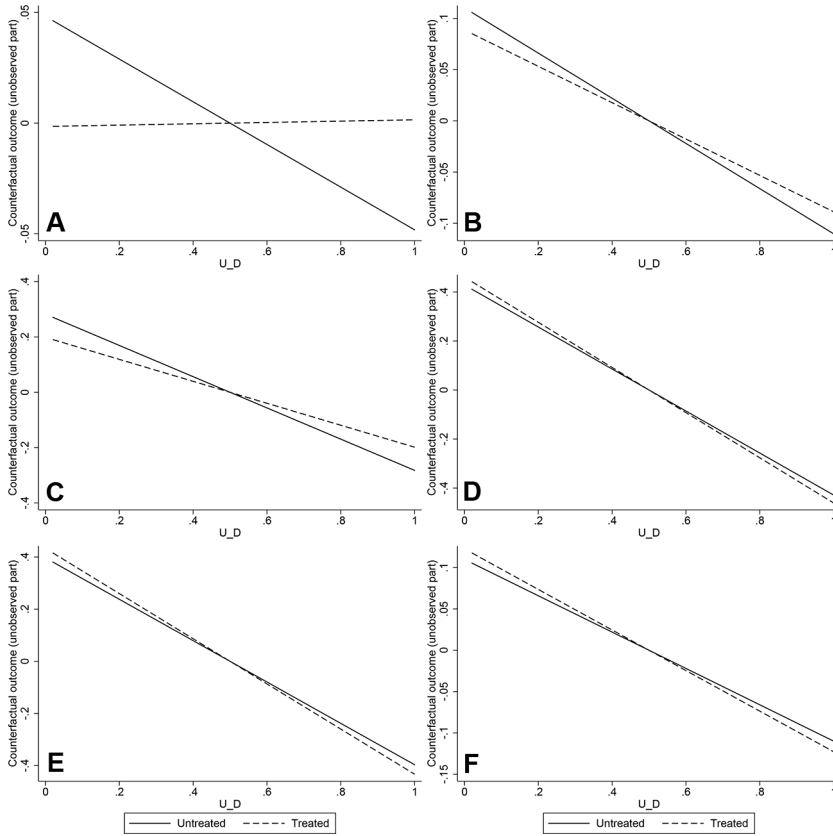 Counterfactual outcome (unobserved part)
.05
0
-.05
A
0 .2 .4 .6 .8 1
U_D
Counterfactual outcome (unobserved part)
.1
.05
0
-.05
-.1
B
0 .2 .4 .6 .8 1
U_D
Counterfactual outcome (unobserved part)
.4
.2
0
-.2
-.4
C
0 .2 .4 .6 .8 1
U_D
Counterfactual outcome (unobserved part)
.4
.2
0
-.2
-.4
D
0 .2 .4 .6 .8 1
U_D
Counterfactual outcome (unobserved part)
.4
.2
0
-.2
-.4
E
0 .2 .4 .6 .8 1
U_D
Counterfactual outcome (unobserved part)
.1
.05
0
-.05
-.1
-.15
F
0 .2 .4 .6 .8 1
U_D
Untreated Treated
Untreated Treated